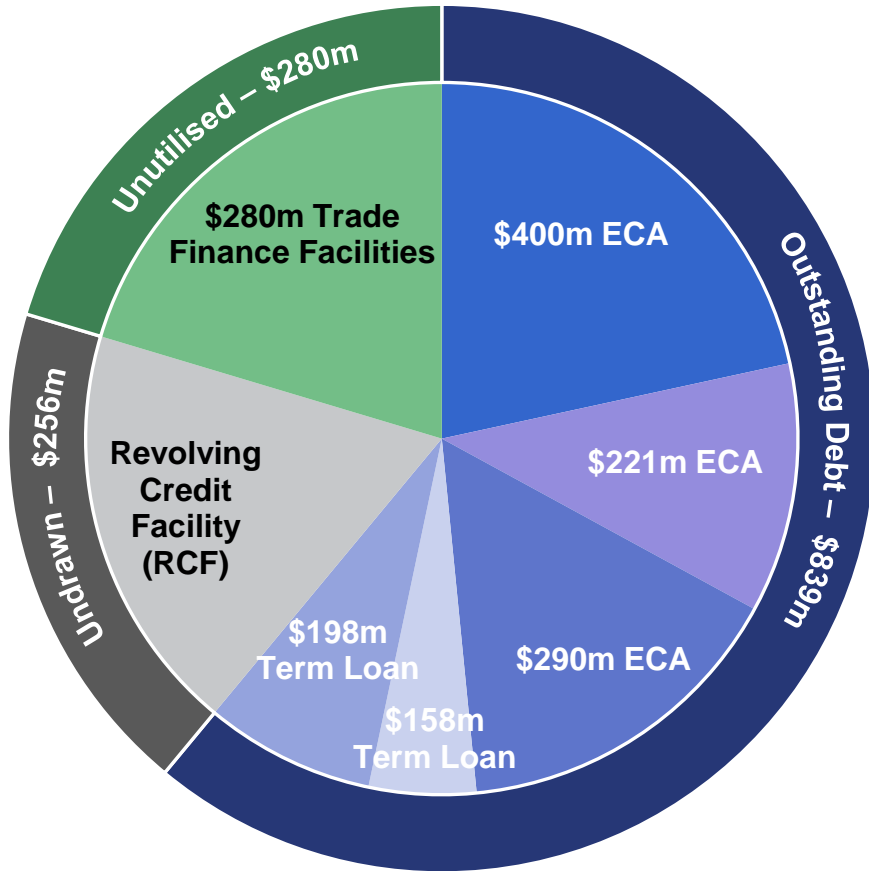 Unutilised – $280m
$280m Trade
Finance Facilities
$400m ECA
Outstanding Debt – $839m
$221m ECA
$290m ECA
$158m
Term Loan
$198m
Term Loan
Revolving
Credit
Facility
(RCF)
Undrawn – $256m